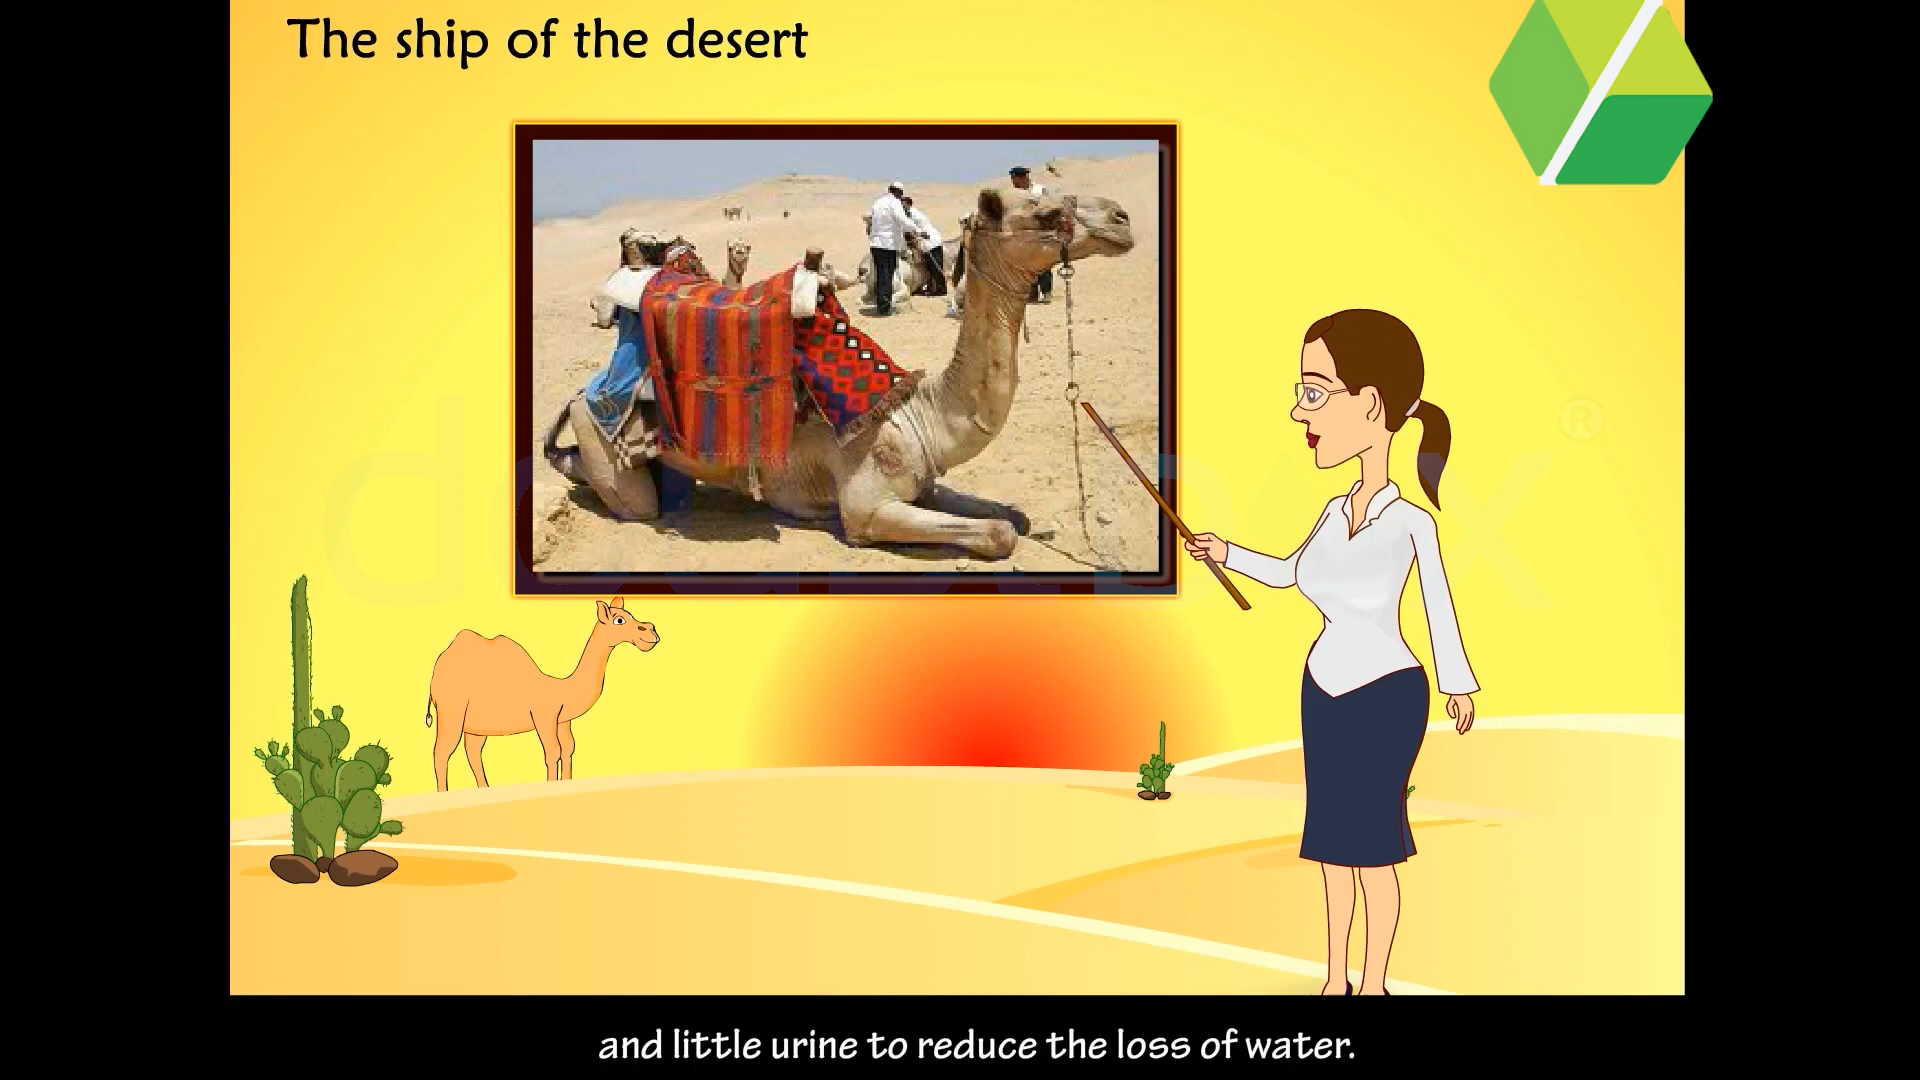 The ship of the desert
®
and little urine to reduce the loss of water.